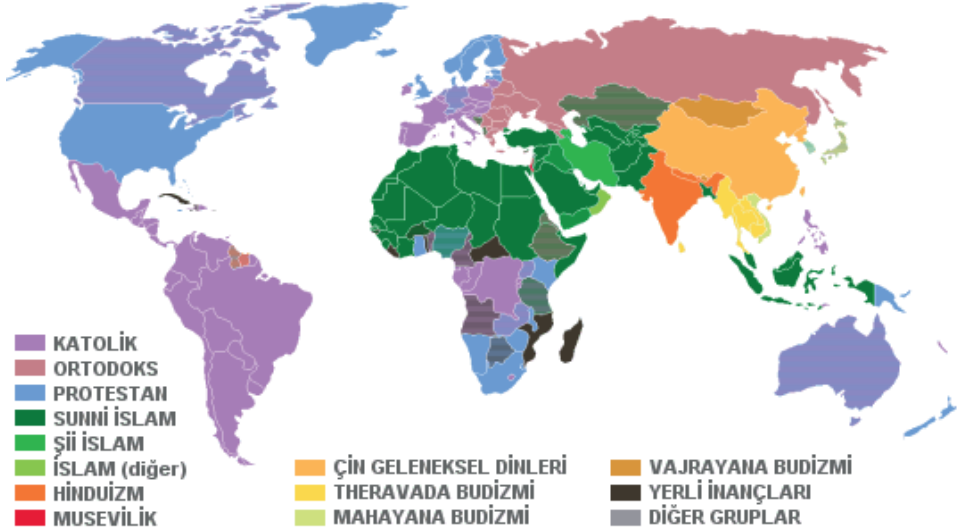 KATOLİK
ORTODOKS
PROTESTAN
SUNNİ İSLAM
Şİİ İSLAM
İSLAM (diğer)
HİNDUİZM
MUSEVİLİK
ÇİN GELENEKSEL DİNLERİ
THERAVADA BUDİZMİ
MAHAYANA BUDİZMİ
VAJRAYANA BUDİZMİ
YERLİ İNANÇLARI
DİĞER GRUPLAR